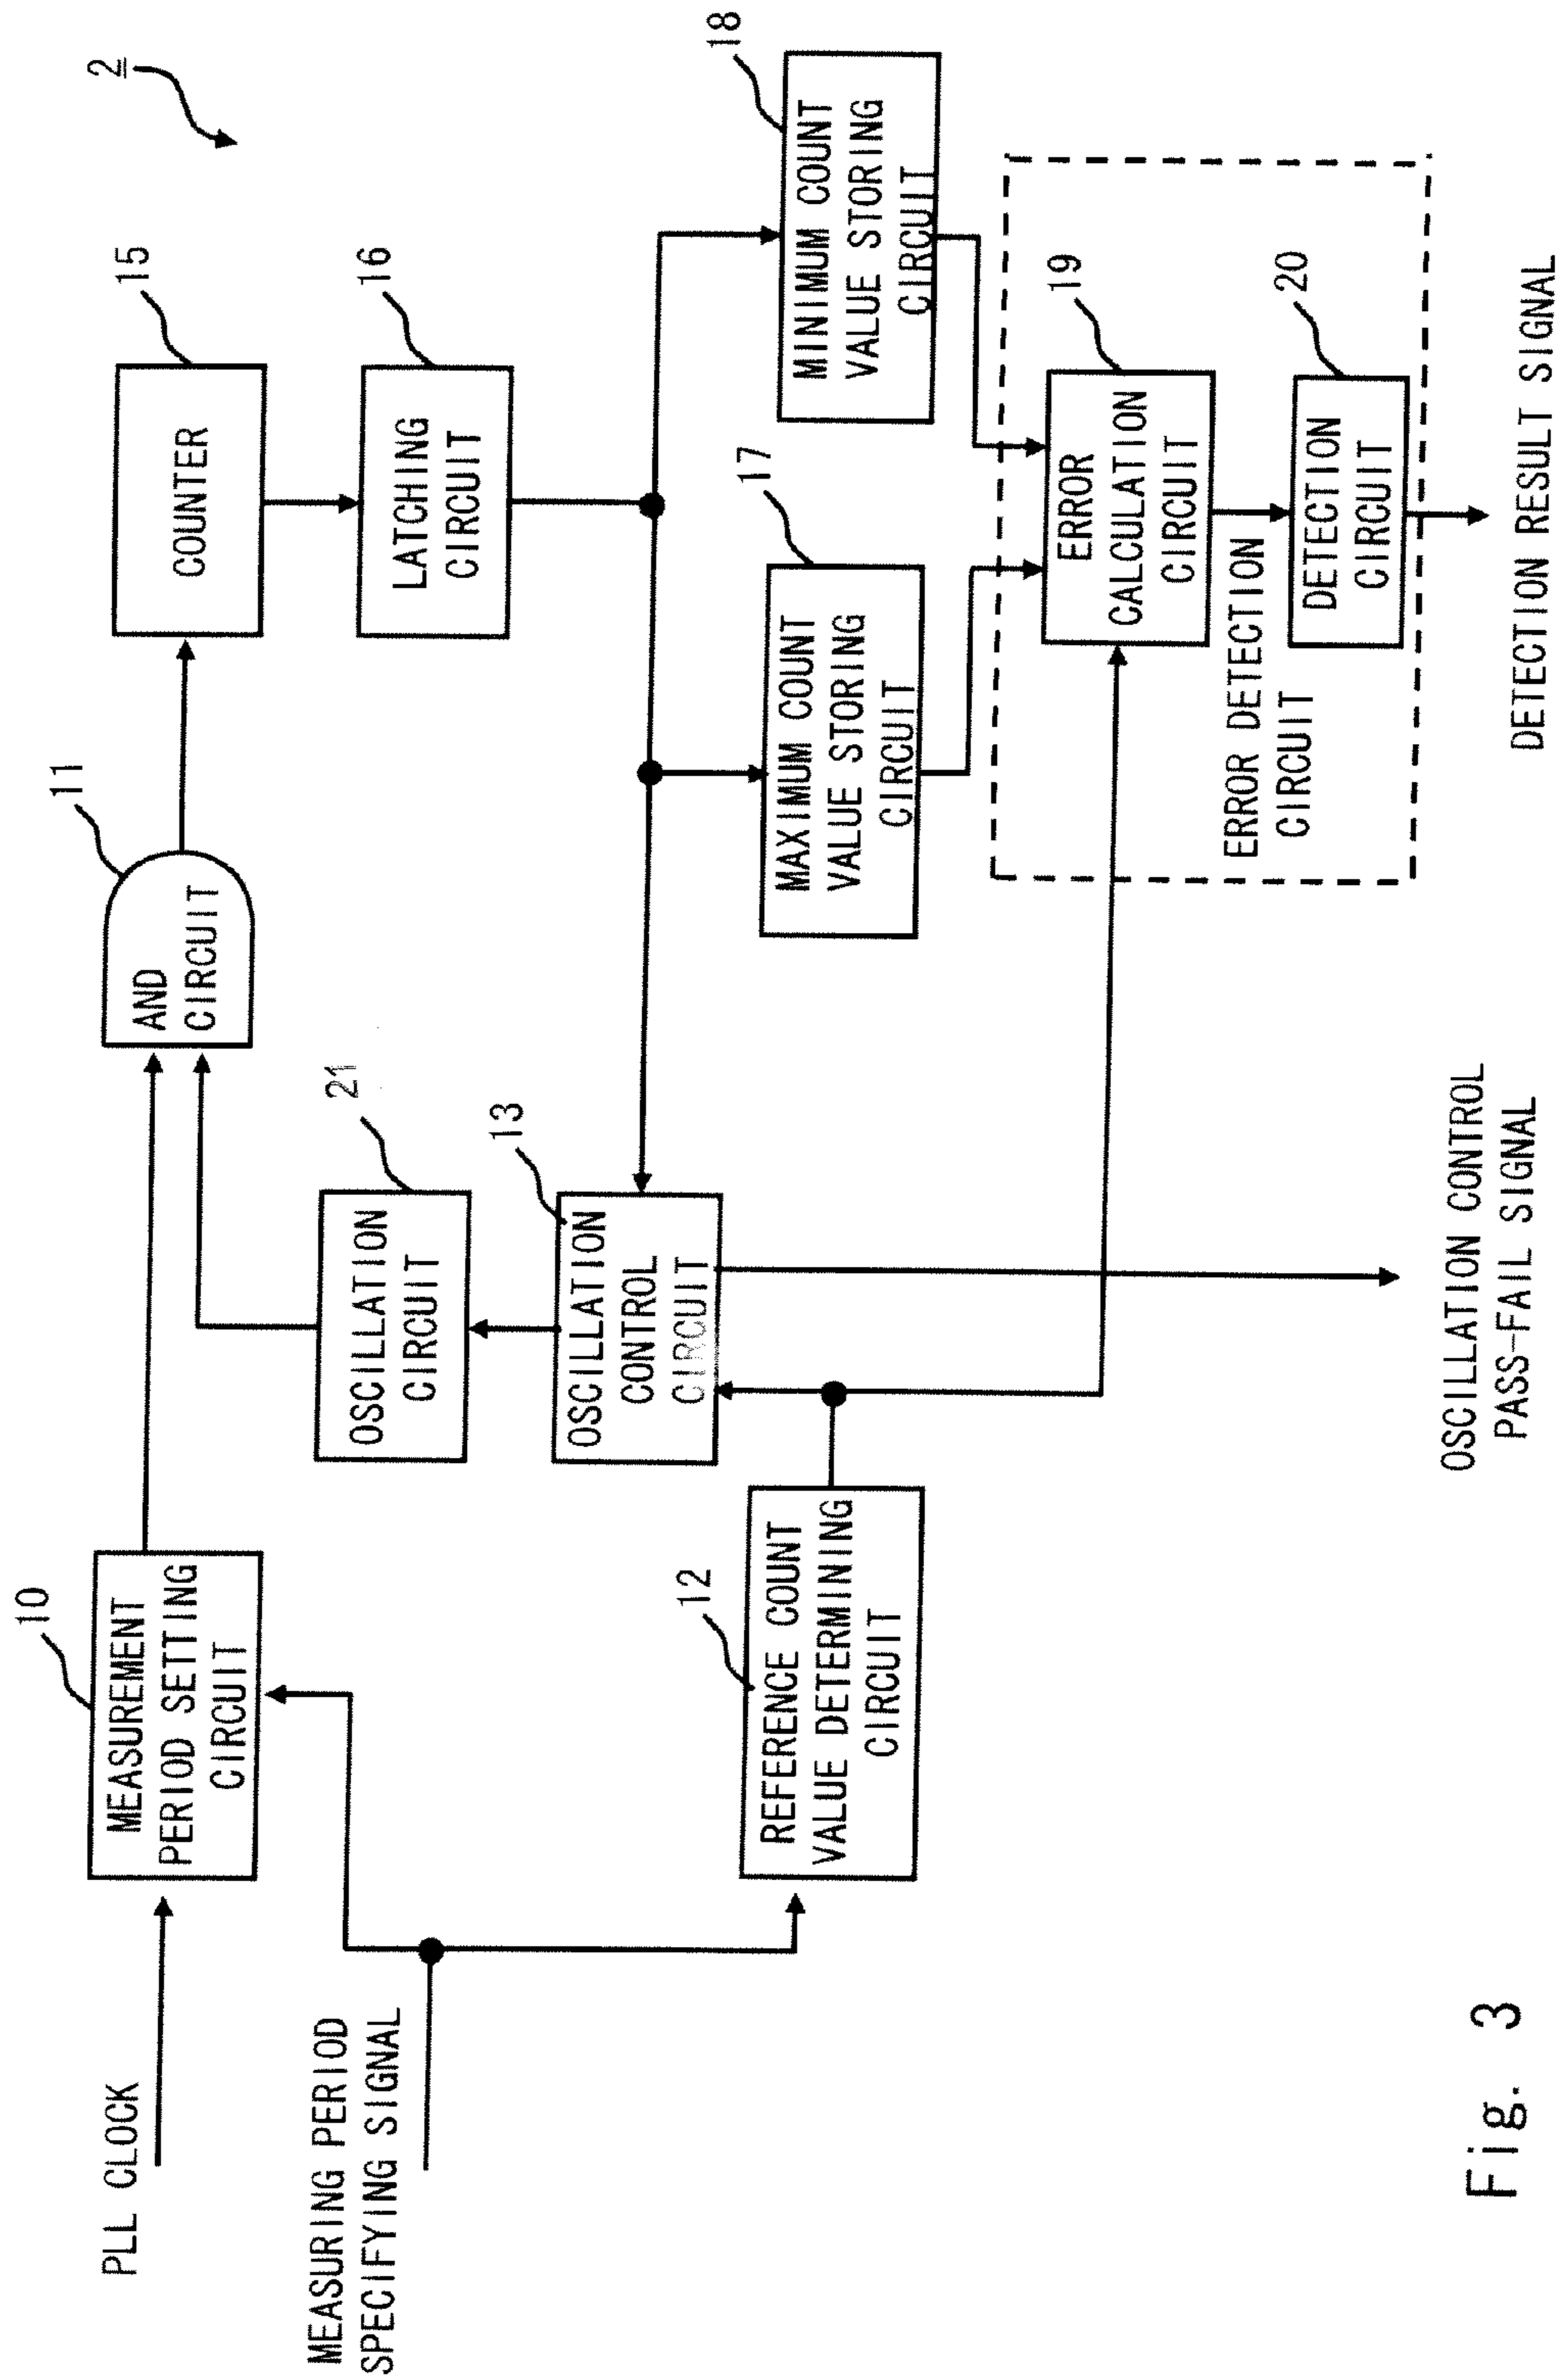 2
PLL CLOCK
10
MEASUREMENT
PERIOD SETTING
CIRCUIT
11
AND
CIRCUIT
15
COUNTER
MEASURING PERIOD
SPECIFYING SIGNAL
21
OSCILLATION
CIRCUIT
16
LATCHING
CIRCUIT
13
OSCILLATION
CONTROL
CIRCUIT
12
REFERENCE COUNT
VALUE DETERMINING
CIRCUIT
17
MAXIMUM COUNT
VALUE STORING
CIRCUIT
18
MINIMUM COUNT
VALUE STORING
CIRCUIT
19
ERROR
CALCULATION
CIRCUIT
ERROR DETECTION
CIRCUIT
20
DETECTION
CIRCUIT
OSCILLATION CONTROL
PASS-FAIL SIGNAL
DETECTION RESULT SIGNAL
Fig. 3